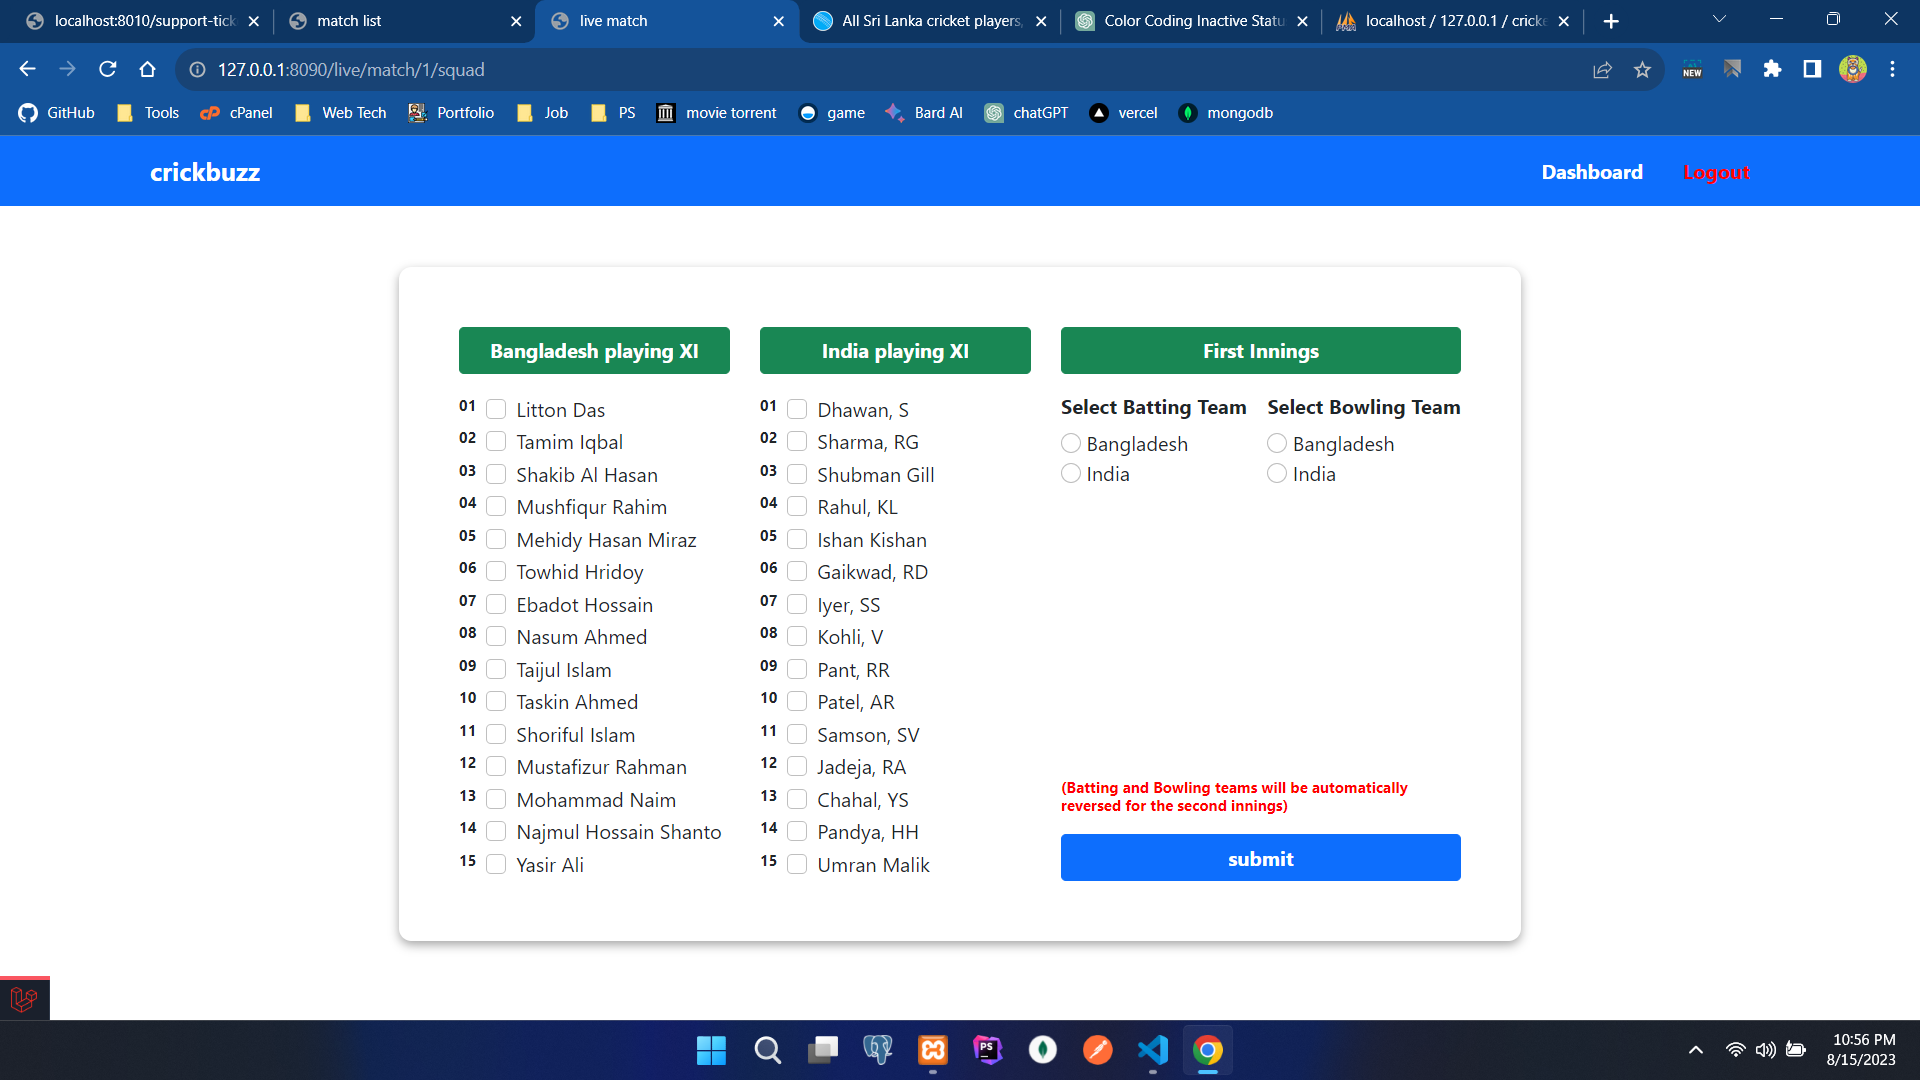 localhost:8010/support-tick
match list
live match
All Sri Lanka cricket players,
Color Coding Inactive Statu
localhost / 127.0.0.1 / cricke
127.0.0.1:8090/live/match/1/squad
NEW
GitHub
Tools
cPanel
Web Tech
Portfolio
Job
PS
movie torrent
game
Bard AI
chatGPT
vercel
mongodb
crickbuzz
Dashboard
Logout
Bangladesh playing XI
01 Litton Das
02 Tamim Iqbal
03 Shakib Al Hasan
04 Mushfiqur Rahim
05 Mehidy Hasan Miraz
06 Towhid Hridoy
07 Ebadot Hossain
08 Nasum Ahmed
09 Taijul Islam
10 Taskin Ahmed
11 Shoriful Islam
12 Mustafizur Rahman
13 Mohammad Naim
14 Najmul Hossain Shanto
15 Yasir Ali
India playing XI
01 Dhawan, S
02 Sharma, RG
03 Shubman Gill
04 Rahul, KL
05 Ishan Kishan
06 Gaikwad, RD
07 Iyer, SS
08 Kohli, V
09 Pant, RR
10 Patel, AR
11 Samson, SV
12 Jadeja, RA
13 Chahal, YS
14 Pandya, HH
15 Umran Malik
First Innings
Select Batting Team
Bangladesh
India
Select Bowling Team
Bangladesh
India
(Batting and Bowling teams will be automatically
reversed for the second innings)
submit
PS
10:56 PM
8/15/2023